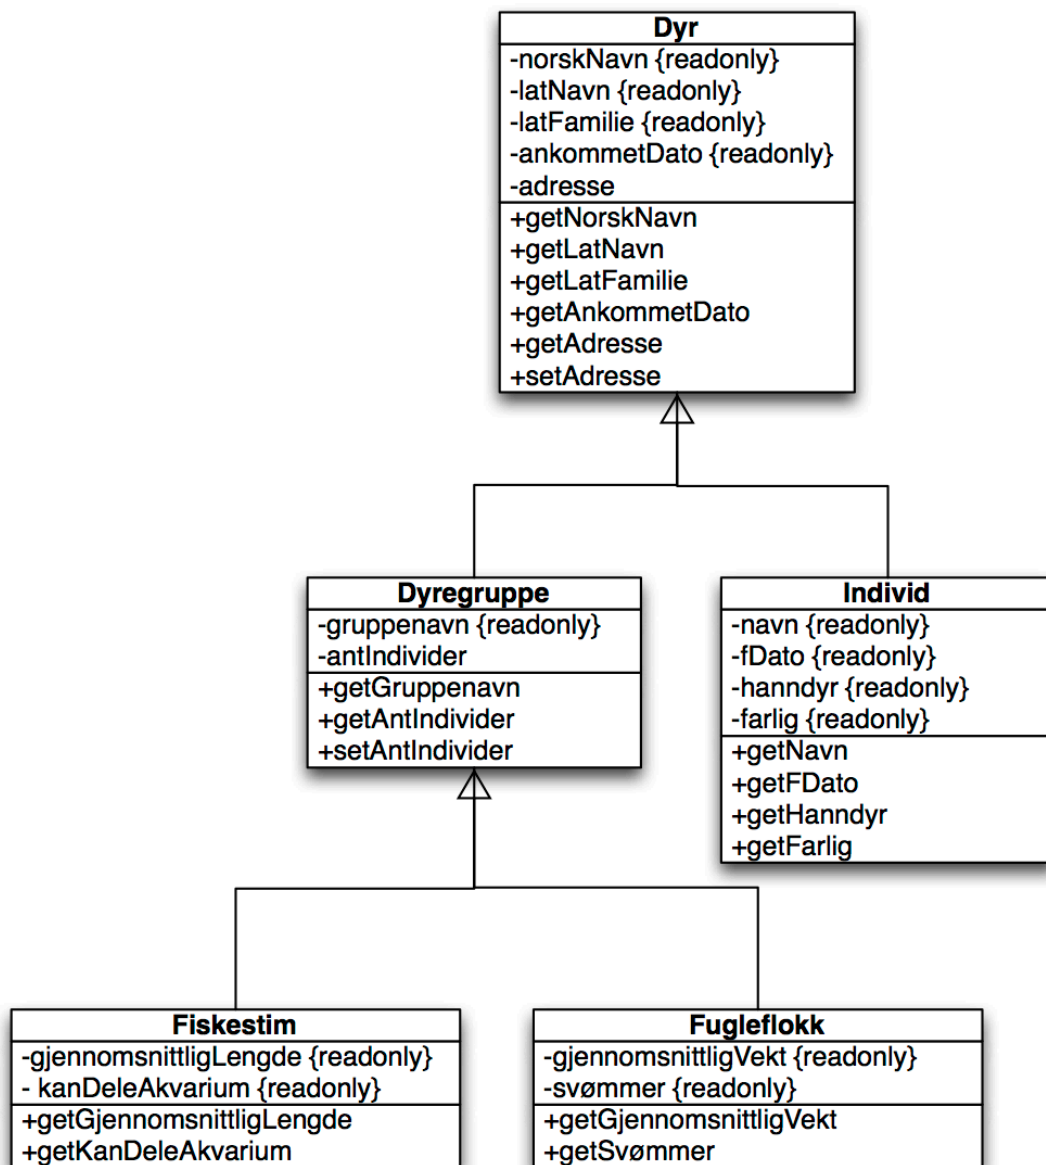 Dyr
-norskNavn {readonly}
-latNavn {readonly}
-latFamilie {readonly}
-ankommetDato {readonly}
-adresse
+getNorskNavn
+getLatNavn
+getLatFamilie
+getAnkommetDato
+getAdresse
+setAdresse
Dyregruppe
-gruppenavn {readonly}
-antIndivider
+getGruppenavn
+getAntIndivider
+setAntIndivider
Individ
-navn {readonly}
-fDato {readonly}
-hanndyr {readonly}
-farlig {readonly}
+getNavn
+getFDato
+getHanndyr
+getFarlig
Fiskestim
-gjennomsnittligLengde {readonly}
- kanDeleAkvarium {readonly}
+getGjennomsnittligLengde
+getKanDeleAkvarium
Fugleflokk
-gjennomsnittligVekt {readonly}
-svømmer {readonly}
+getGjennomsnittligVekt
+getSvømmer